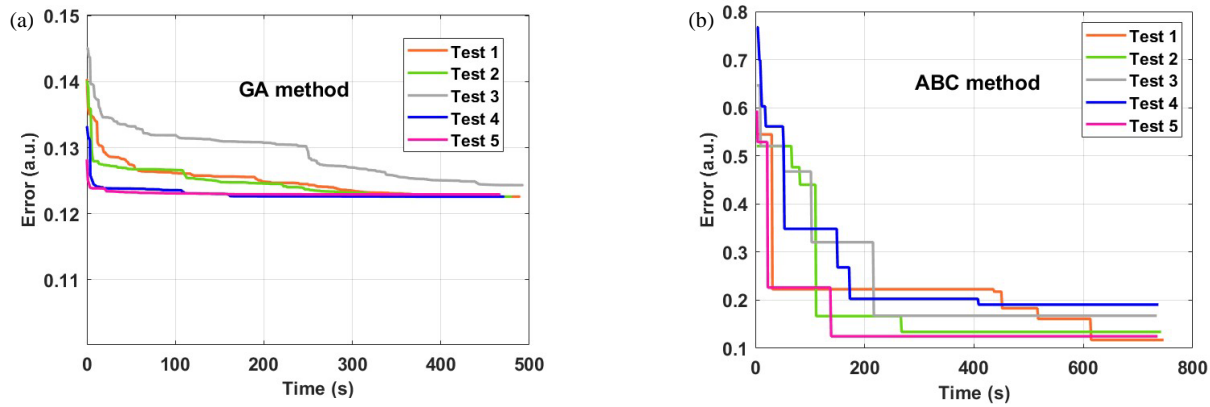 (a)
0.15
0.14
0.13
0.12
0.11
Error (a.u.)
GA method
Test 1
Test 2
Test 3
Test 4
Test 5
0
100
200
300
400
500
Time (s)
(b)
0.8
0.7
0.6
0.5
0.4
0.3
0.2
0.1
Error (a.u.)
ABC method
Test 1
Test 2
Test 3
Test 4
Test 5
0
200
400
600
800
Time (s)